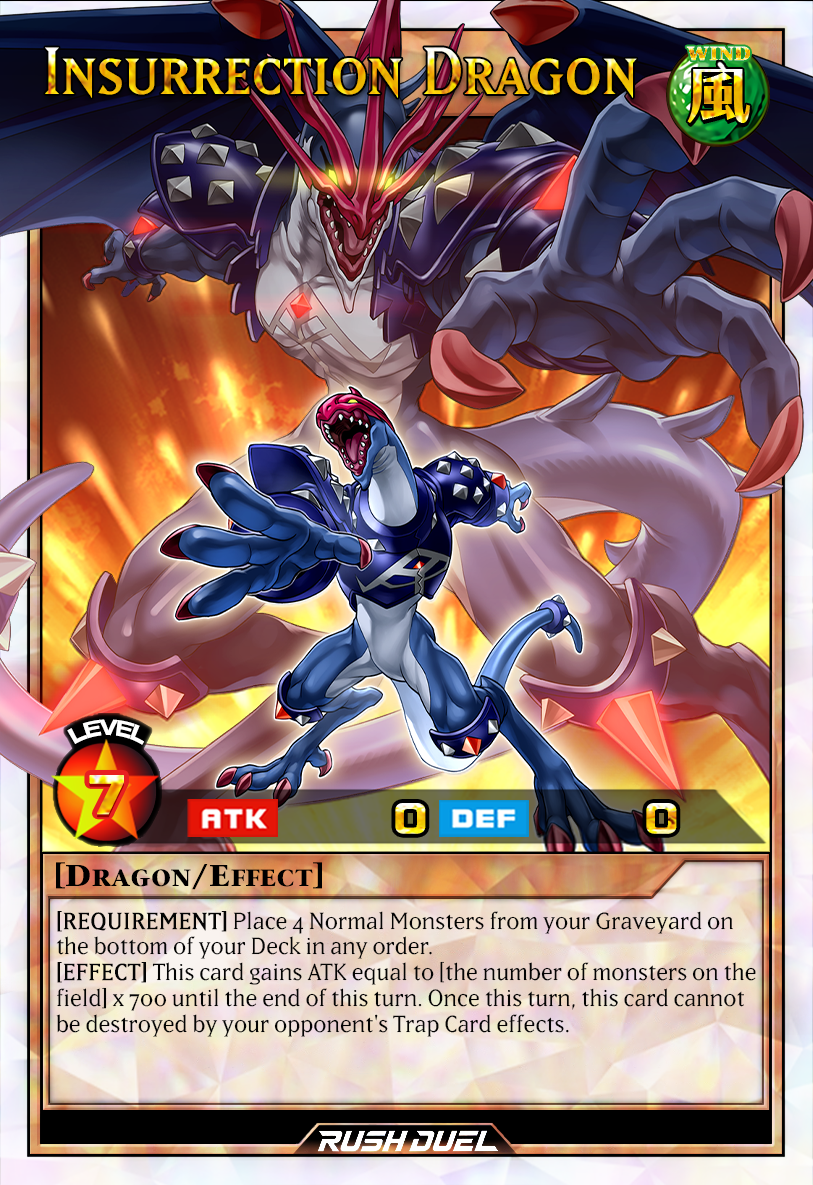 INSURRECTION DRAGON
WIND
風
LEVEL
7
ATK 0 DEF 0
[DRAGON/EFFECT]
[REQUIREMENT] Place 4 Normal Monsters from your Graveyard on
the bottom of your Deck in any order.
[EFFECT] This card gains ATK equal to [the number of monsters on the
field] x 700 until the end of this turn. Once this turn, this card cannot
be destroyed by your opponent's Trap Card effects.
RUSH DUEL